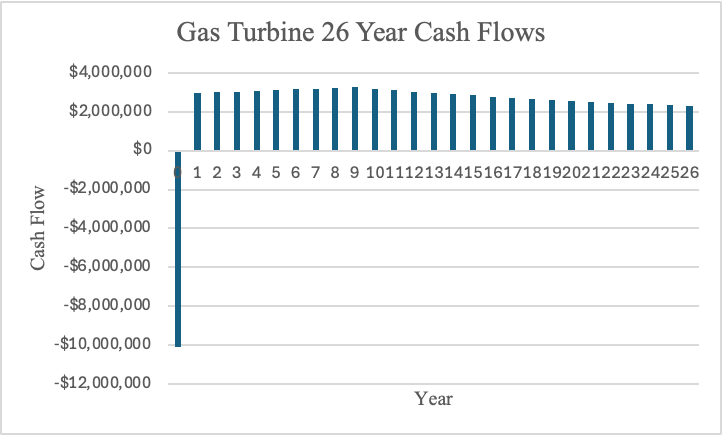 Gas Turbine 26 Year Cash Flows
$4,000,000
$2,000,000
$0
0 1 2 3 4 5 6 7 8 9 10 11 12 13 14 15 16 17 18 19 20 21 22 23 24 25 26
-$2,000,000
-$4,000,000
-$6,000,000
-$8,000,000
-$10,000,000
-$12,000,000
Cash Flow
Year